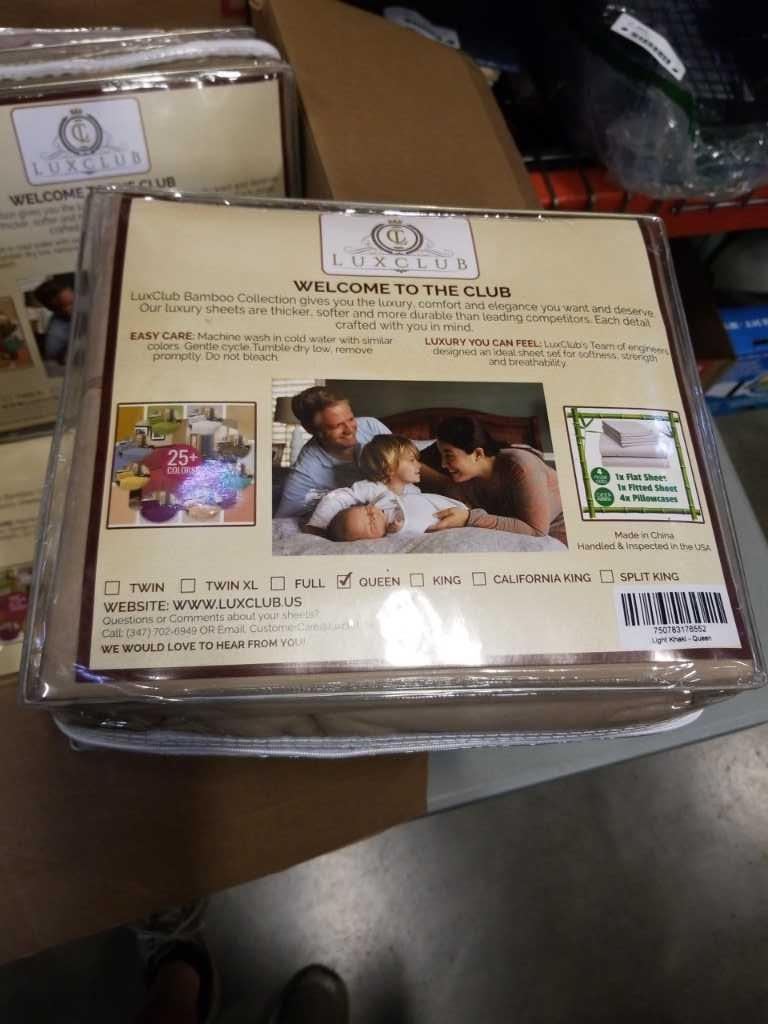 LUXCLUB
WELCOME TO THE CLUB
CL
LUXCLUB
WELCOME TO THE CLUB
LuxClub Bamboo Collection gives you the luxury, comfort and elegance you want and deserve.
Our luxury sheets are thicker, softer and more durable than leading competitors. Each detail
crafted with you in mind.
EASY CARE: Machine wash in cold water with similar
colors. Gentle cycle. Tumble dry low, remove
promptly. Do not bleach.
LUXURY YOU CAN FEEL: LuxClub's Team of engineers
designed an ideal sheet set for softness, strength
and breathability.
25+
COLORS
1x Flat Sheet
1x Fitted Sheet
4x Pillowcases
Made in China
Handled & Inspected in the USA
TWIN TWIN XL FULL QUEEN KING CALIFORNIA KING SPLIT KING
WEBSITE: WWW.LUXCLUB.US
Questions or Comments about your sheets?
Call: (347) 702-6949 OR Email:
WE WOULD LOVE TO HEAR FROM YOU!
750783176552
Light Khaki - Queen